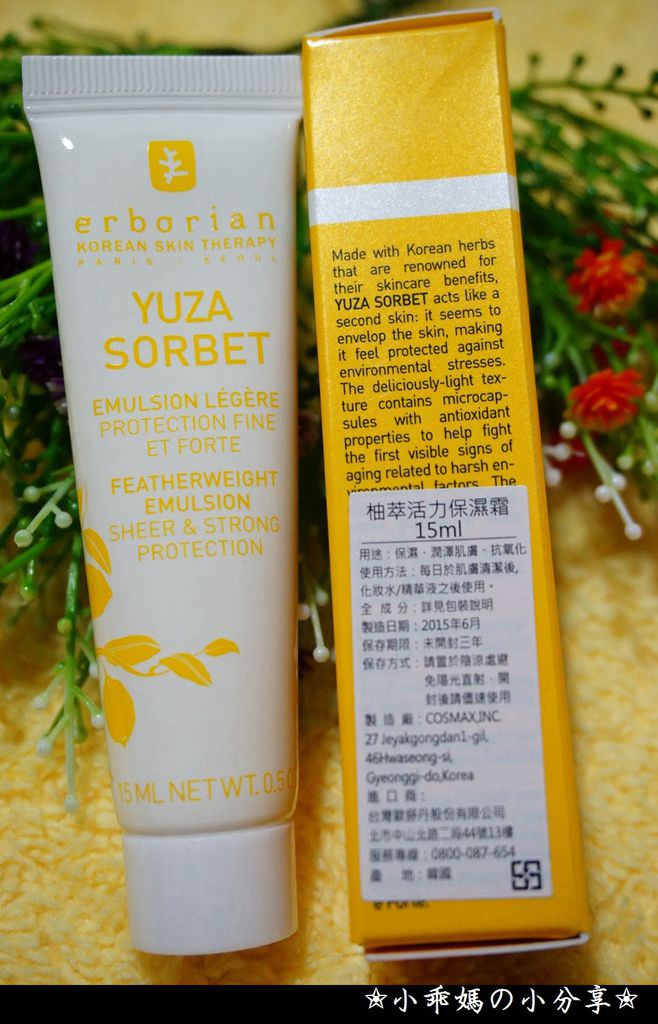 erborian
KOREAN SKIN THERAPY
PARIS · SEOUL
YUZA
SORBET
EMULSION LÉGÈRE
PROTECTION FINE
ET FORTE
FEATHERWEIGHT
EMULSION
SHEER & STRONG
PROTECTION
15 ML NET WT. 0.5 O
Made with Korean herbs
that are renowned for
their skincare benefits,
YUZA SORBET acts like a
second skin: it seems to
envelop the skin, making
it feel protected against
environmental stresses.
The deliciously-light tex-
ture contains microcap-
sules with antioxidant
properties to help fight
the first visible signs of
aging related to harsh en-
vironmental factors. The
柚萃活力保濕霜
15ml
用途：保濕、潤澤肌膚、抗氧化
使用方法：每日於肌膚清潔後,
化妝水/精華液之後使用。
全 成 分：詳見包裝說明
製造日期：2015年6月
保存期限：未開封三年
保存方式：請置於陰涼處避
免陽光直射、開
封後請儘速使用
製 造 廠：COSMAX,INC.
27 Jeyakgongdan1-gil,
46Hwaseong-si,
Gyeonggi-do,Korea
進 口 商：
台灣歐舒丹股份有限公司
北市中山北路二段44號13樓
服務專線：0800-087-654
產 地：韓國
✮小乖媽の小分享✮